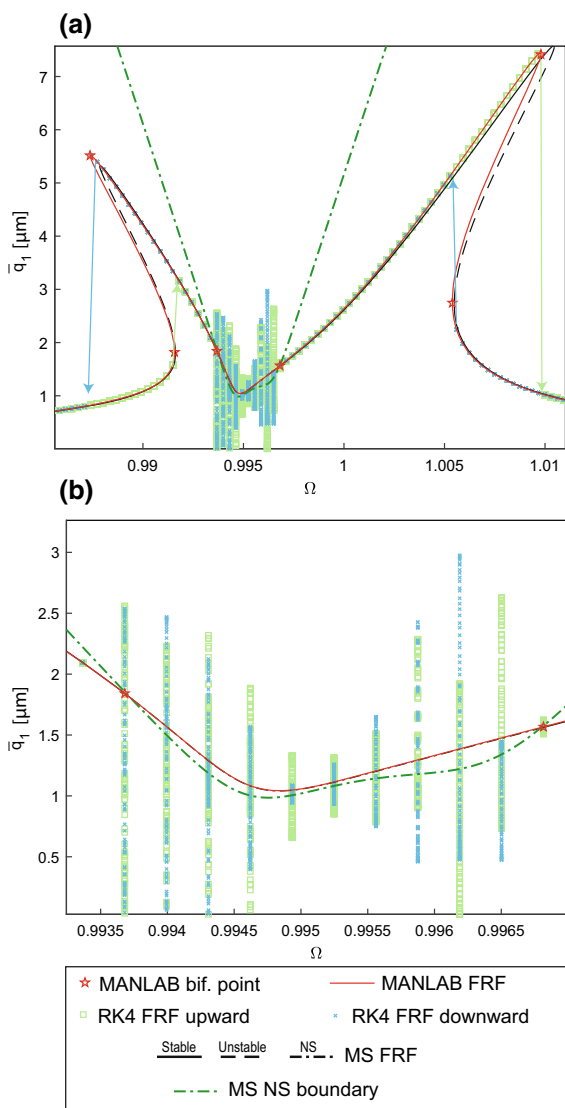 (a)
q̄₁ [μm]
7
6
5
4
3
2
1
0.99
0.995
1
1.005
1.01
Ω
(b)
q̄₁ [μm]
3
2.5
2
1.5
1
0.5
0.9935
0.994
0.9945
0.995
0.9955
0.996
0.9965
Ω
MANLAB bif. point
MANLAB FRF
RK4 FRF upward
RK4 FRF downward
Stable Unstable NS MS FRF
MS NS boundary